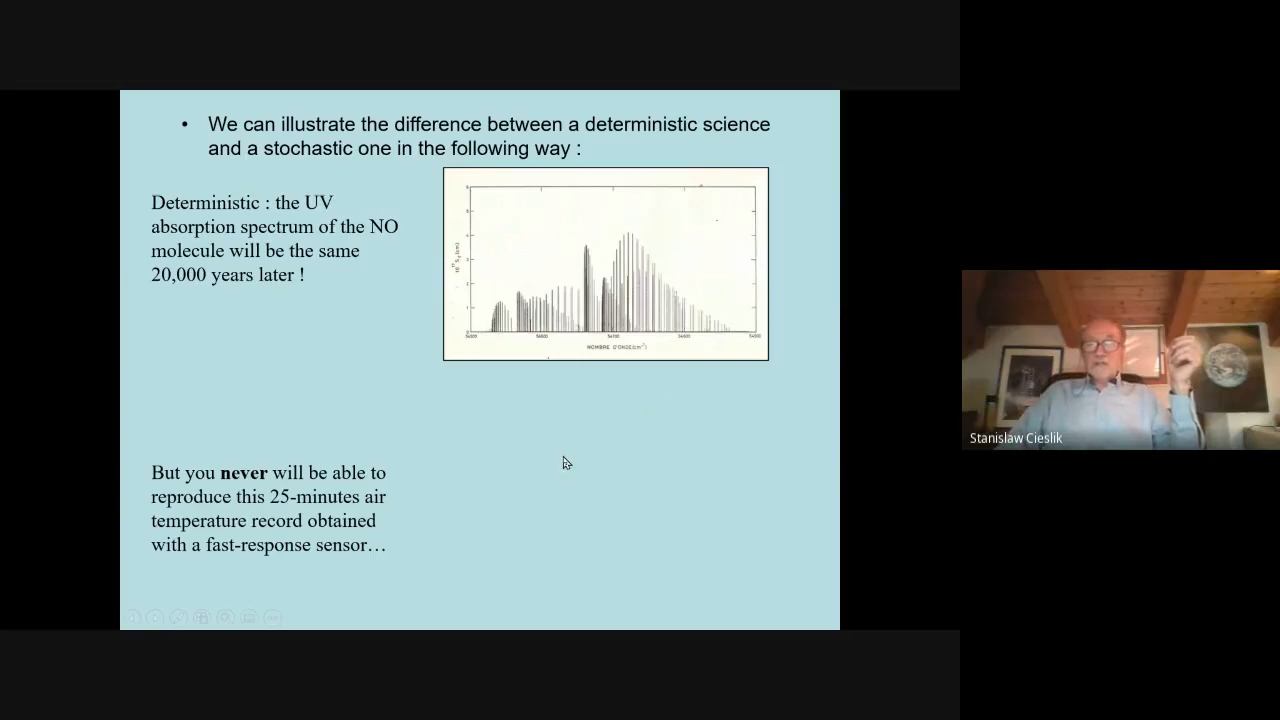 • We can illustrate the difference between a deterministic science
and a stochastic one in the following way :
Deterministic : the UV
absorption spectrum of the NO
molecule will be the same
20,000 years later !
NOMBRE D'ONDE(cm⁻¹)
But you never will be able to
reproduce this 25-minutes air
temperature record obtained
with a fast-response sensor…
Stanislaw Cieslik